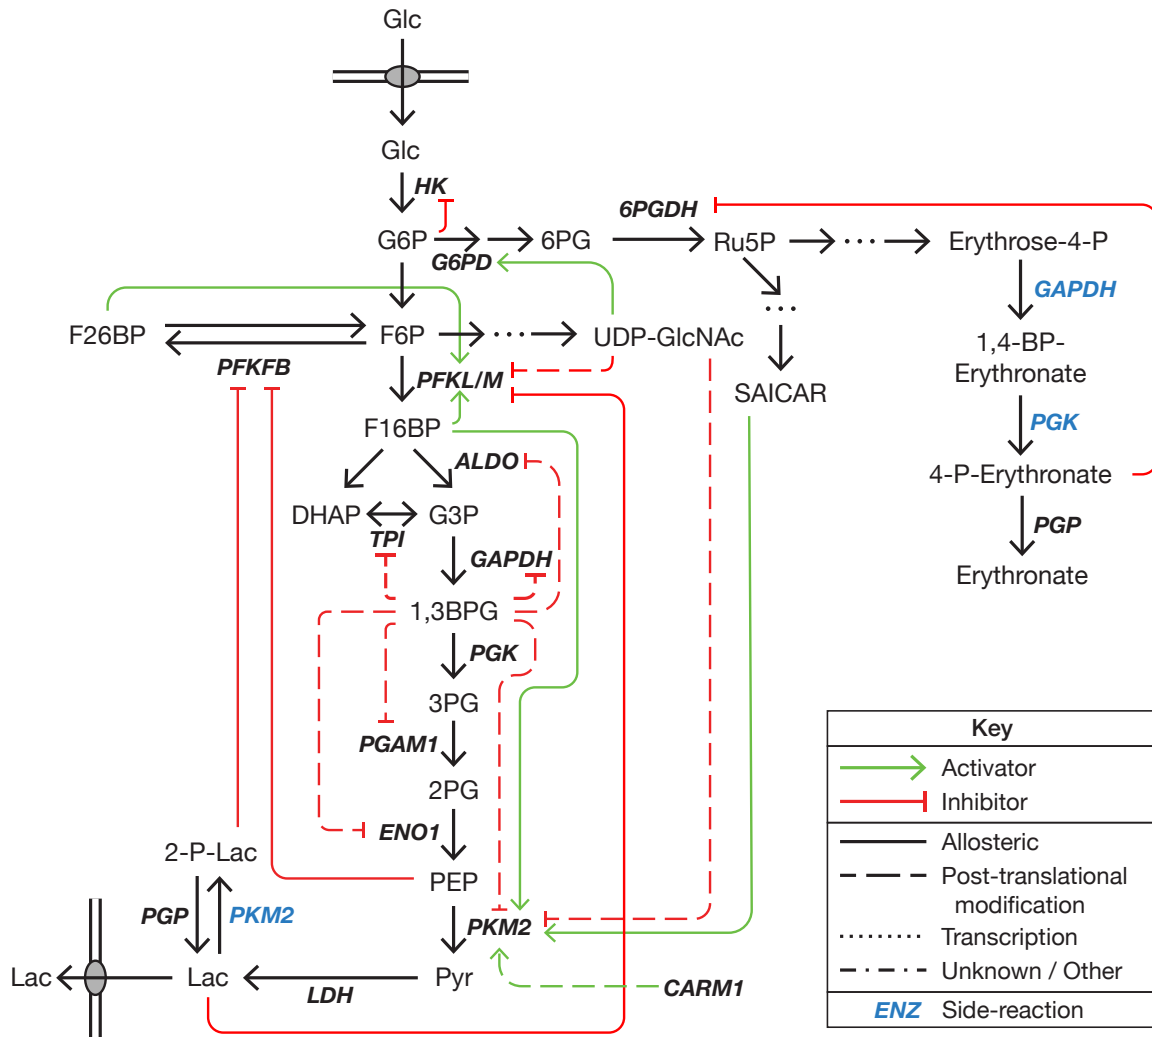 Glc
Glc
HK
6PGDH
G6P
6PG
Ru5P
Erythrose-4-P
G6PD
GAPDH
F26BP
F6P
UDP-GlcNAc
1,4-BP-
Erythronate
PFKFB
PFKL/M
SAICAR
PGK
F16BP
ALDO
4-P-Erythronate
DHAP
G3P
PGP
TPI
GAPDH
Erythronate
1,3BPG
PGK
3PG
PGAM1
2PG
ENO1
2-P-Lac
PEP
PGP
PKM2
PKM2
Lac
Lac
LDH
Pyr
CARM1
Key
Activator
Inhibitor
Allosteric
Post-translational
modification
Transcription
Unknown / Other
ENZ Side-reaction